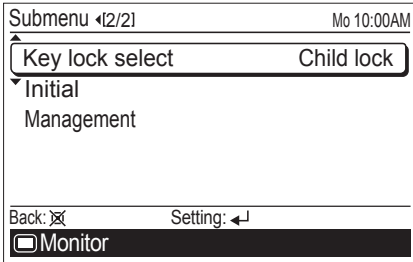 Submenu [2/2] Mo 10:00AM
Key lock select Child lock
Initial
Management
Back: Setting:
Monitor